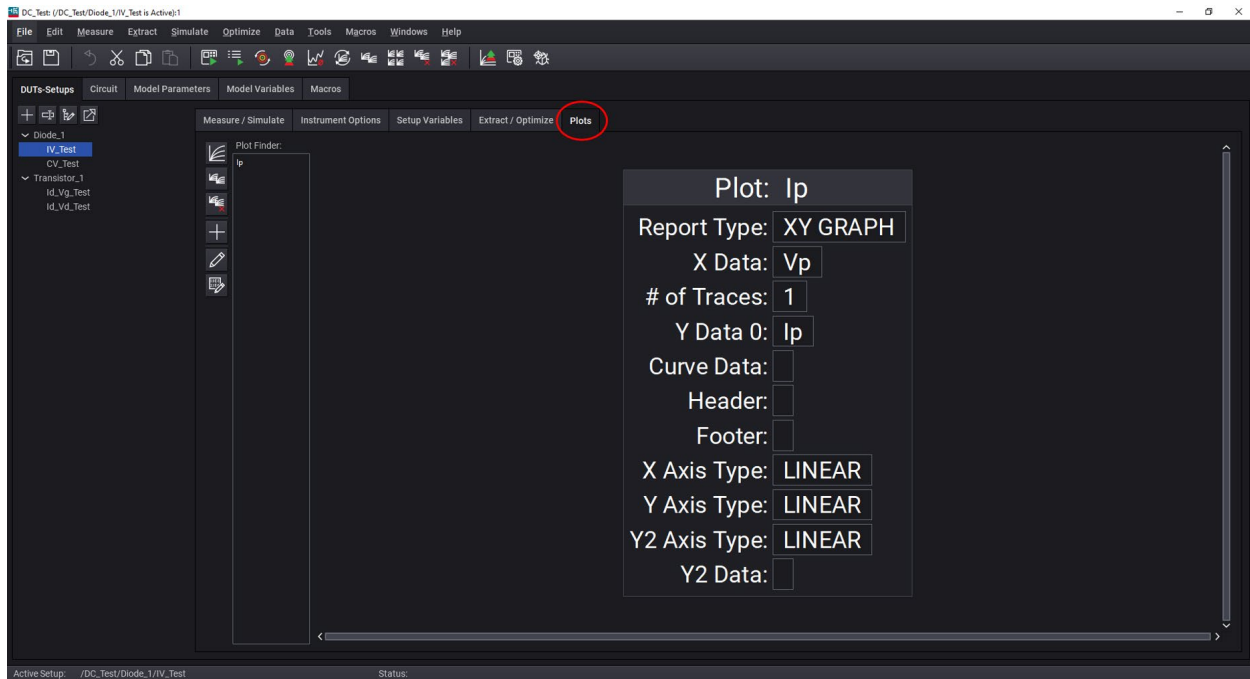 DC_Test: (/DC_Test/Diode_1/IV_Test is Active):1
File Edit Measure Extract Simulate Optimize Data Tools Macros Windows Help
DUTs-Setups Circuit Model Parameters Model Variables Macros
Measure / Simulate Instrument Options Setup Variables Extract / Optimize Plots
Diode_1
IV_Test
CV_Test
Transistor_1
Id_Vg_Test
Id_Vd_Test
Plot Finder:
Ip
Plot: Ip
Report Type: XY GRAPH
X Data: Vp
# of Traces: 1
Y Data 0: Ip
Curve Data:
Header:
Footer:
X Axis Type: LINEAR
Y Axis Type: LINEAR
Y2 Axis Type: LINEAR
Y2 Data:
Active Setup: /DC_Test/Diode_1/IV_Test Status: